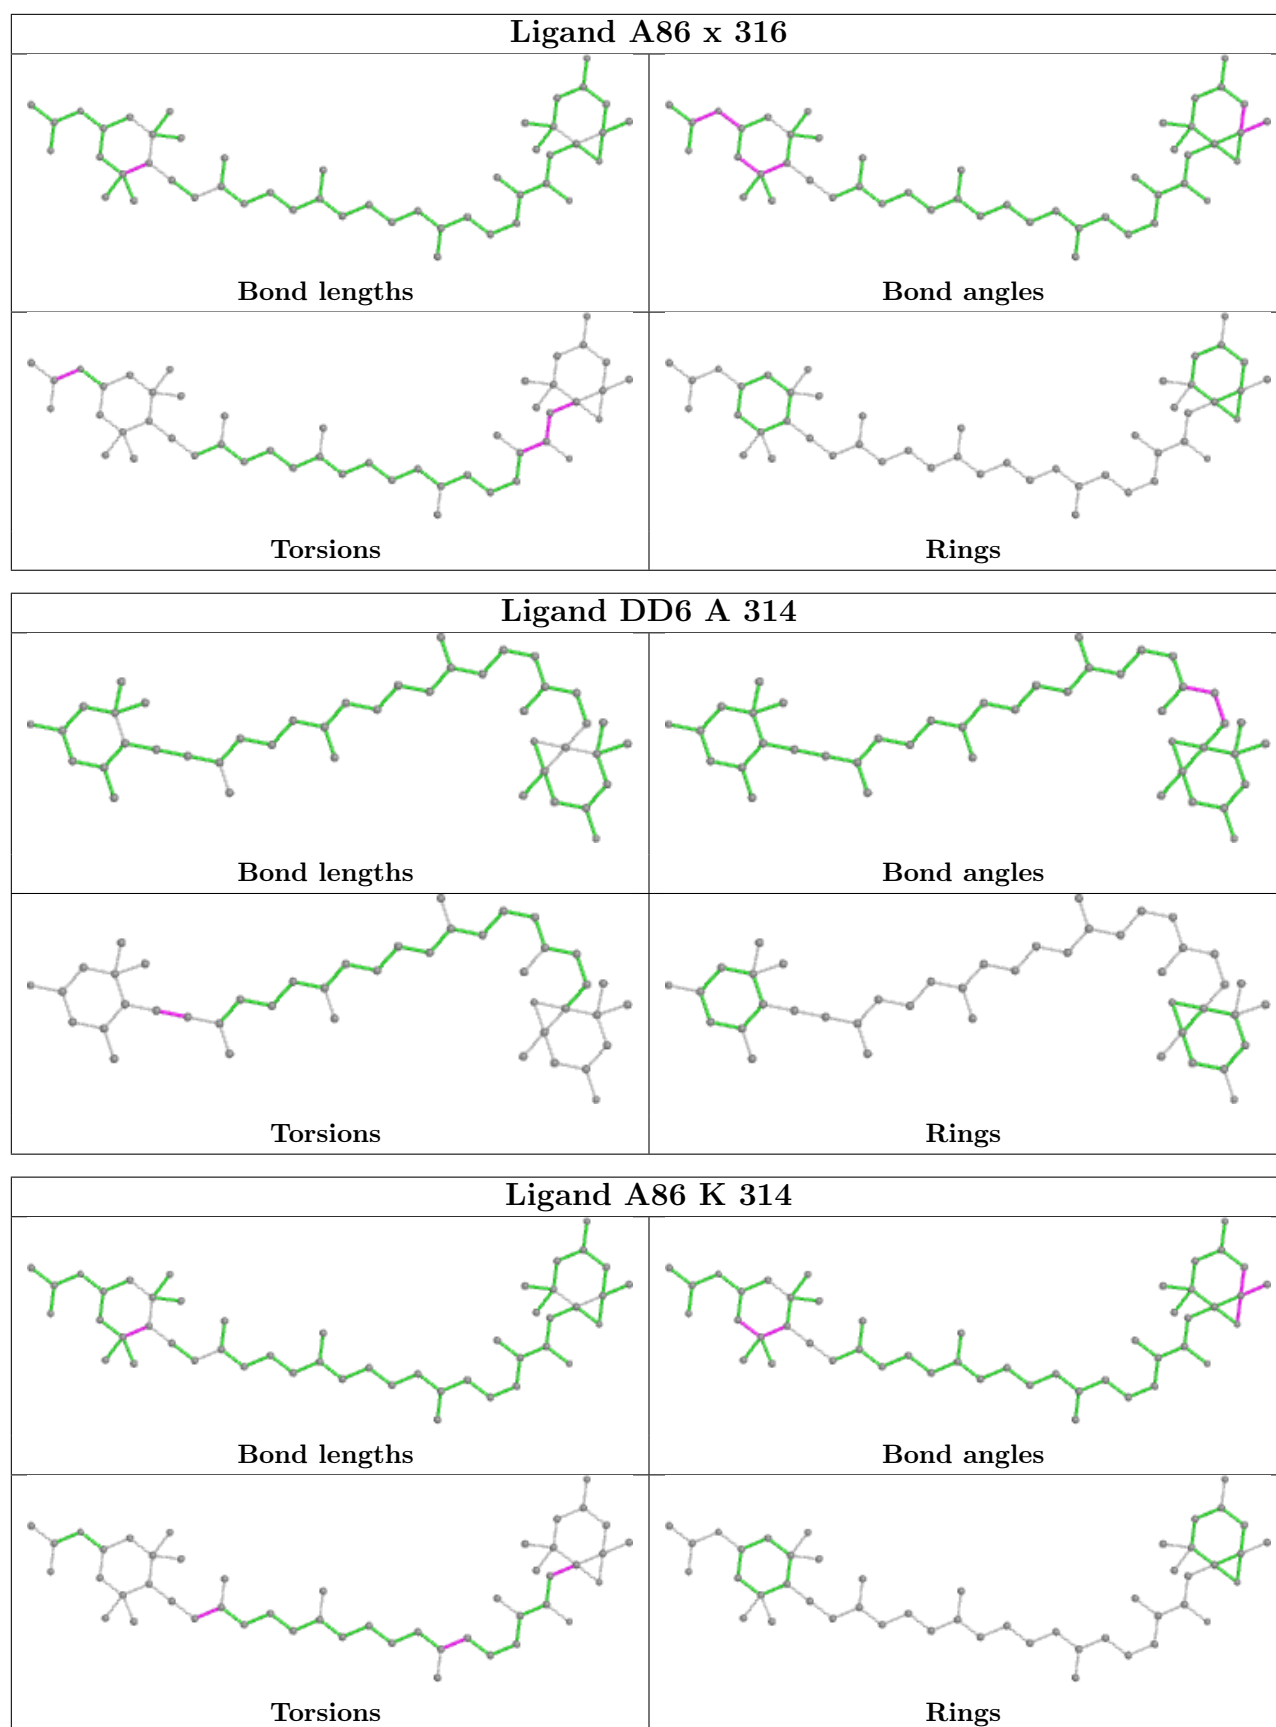 Ligand A86 x 316
Bond lengths
Bond angles
Torsions
Rings
Ligand DD6 A 314
Bond lengths
Bond angles
Torsions
Rings
Ligand A86 K 314
Bond lengths
Bond angles
Torsions
Rings